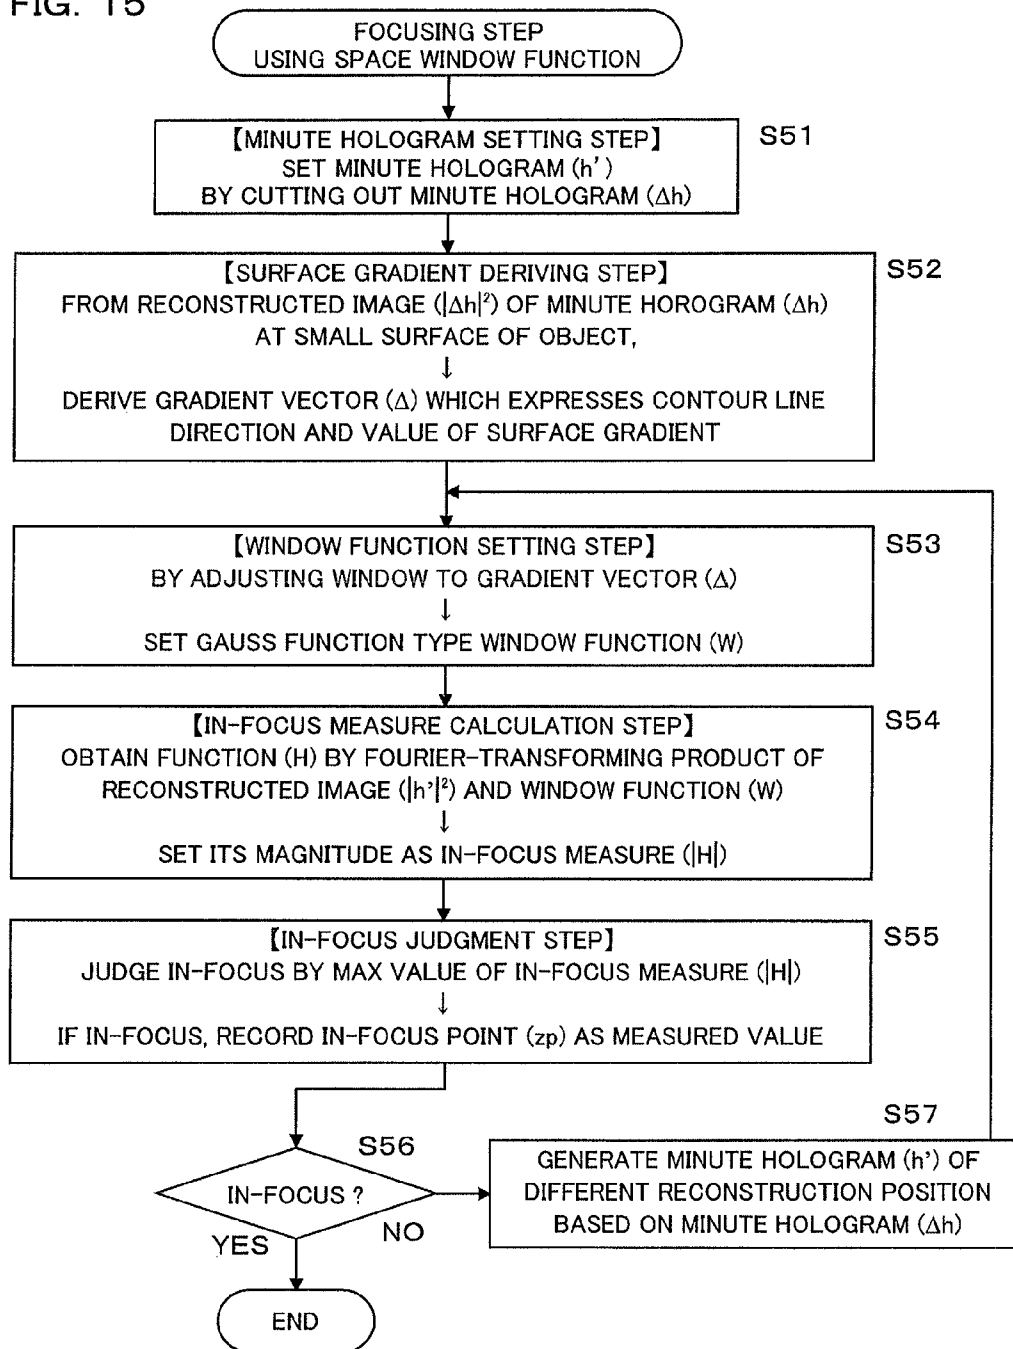 FIG. 15
FOCUSING STEP
USING SPACE WINDOW FUNCTION
S51
【MINUTE HOLOGRAM SETTING STEP】
SET MINUTE HOLOGRAM (h')
BY CUTTING OUT MINUTE HOLOGRAM (Δh)
S52
【SURFACE GRADIENT DERIVING STEP】
FROM RECONSTRUCTED IMAGE (|Δh|²) OF MINUTE HOROGRAM (Δh)
AT SMALL SURFACE OF OBJECT,
↓
DERIVE GRADIENT VECTOR (Δ) WHICH EXPRESSES CONTOUR LINE
DIRECTION AND VALUE OF SURFACE GRADIENT
S53
【WINDOW FUNCTION SETTING STEP】
BY ADJUSTING WINDOW TO GRADIENT VECTOR (Δ)
↓
SET GAUSS FUNCTION TYPE WINDOW FUNCTION (W)
S54
【IN-FOCUS MEASURE CALCULATION STEP】
OBTAIN FUNCTION (H) BY FOURIER-TRANSFORMING PRODUCT OF
RECONSTRUCTED IMAGE (|h'|²) AND WINDOW FUNCTION (W)
↓
SET ITS MAGNITUDE AS IN-FOCUS MEASURE (|H|)
S55
【IN-FOCUS JUDGMENT STEP】
JUDGE IN-FOCUS BY MAX VALUE OF IN-FOCUS MEASURE (|H|)
↓
IF IN-FOCUS, RECORD IN-FOCUS POINT (zp) AS MEASURED VALUE
S56
IN-FOCUS ?
YES
NO
S57
GENERATE MINUTE HOLOGRAM (h') OF
DIFFERENT RECONSTRUCTION POSITION
BASED ON MINUTE HOLOGRAM (Δh)
END